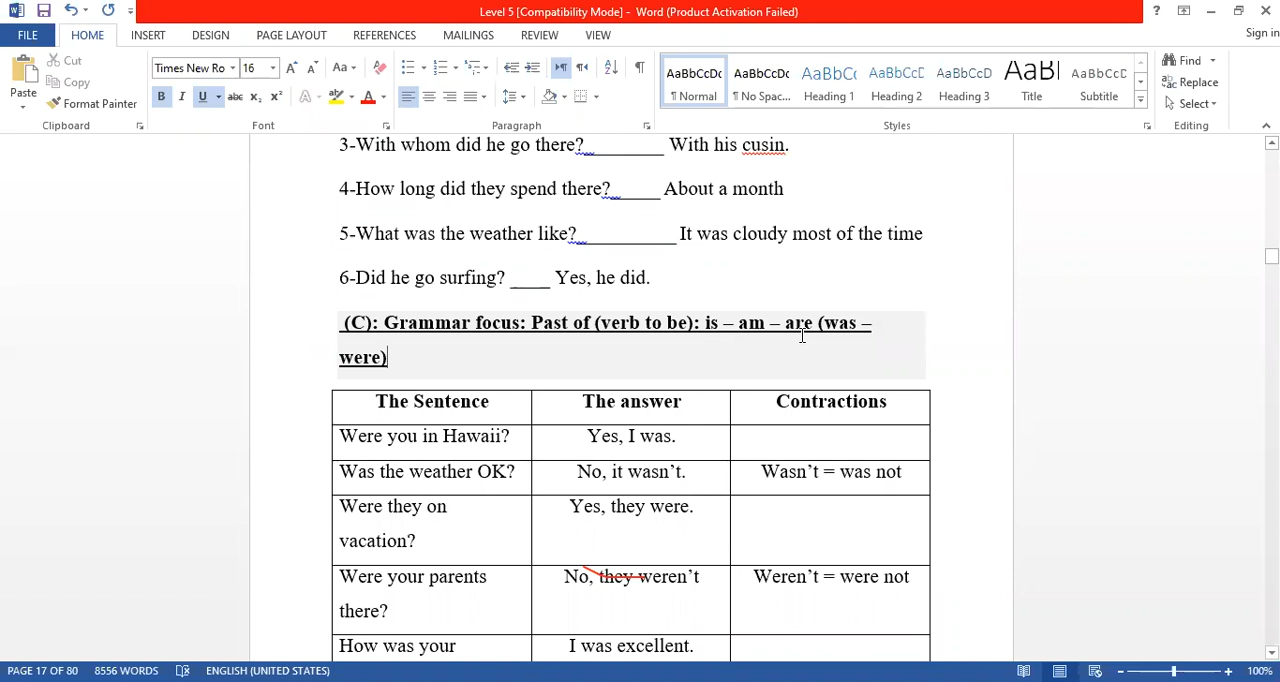 Level 5 [Compatibility Mode] - Word (Product Activation Failed)
FILE HOME INSERT DESIGN PAGE LAYOUT REFERENCES MAILINGS REVIEW VIEW Sign in
Paste Cut Copy Format Painter
Times New Ro 16
AaBbCcDc AaBbCcDc AaBbCc AaBbCcC AaBbCcD AaBl AaBbCcD
¶ Normal ¶ No Spac... Heading 1 Heading 2 Heading 3 Title Subtitle
Find Replace Select
Clipboard Font Paragraph Styles Editing
3-With whom did he go there?________ With his cusin.
4-How long did they spend there?_____ About a month
5-What was the weather like?__________ It was cloudy most of the time
6-Did he go surfing? ____ Yes, he did.
(C): Grammar focus: Past of (verb to be): is – am – are (was –
were)
The Sentence The answer Contractions
Were you in Hawaii? Yes, I was.
Was the weather OK? No, it wasn't. Wasn't = was not
Were they on
vacation? Yes, they were.
Were your parents
there? No, they weren't Weren't = were not
How was your I was excellent.
PAGE 17 OF 80 8556 WORDS ENGLISH (UNITED STATES) 100%